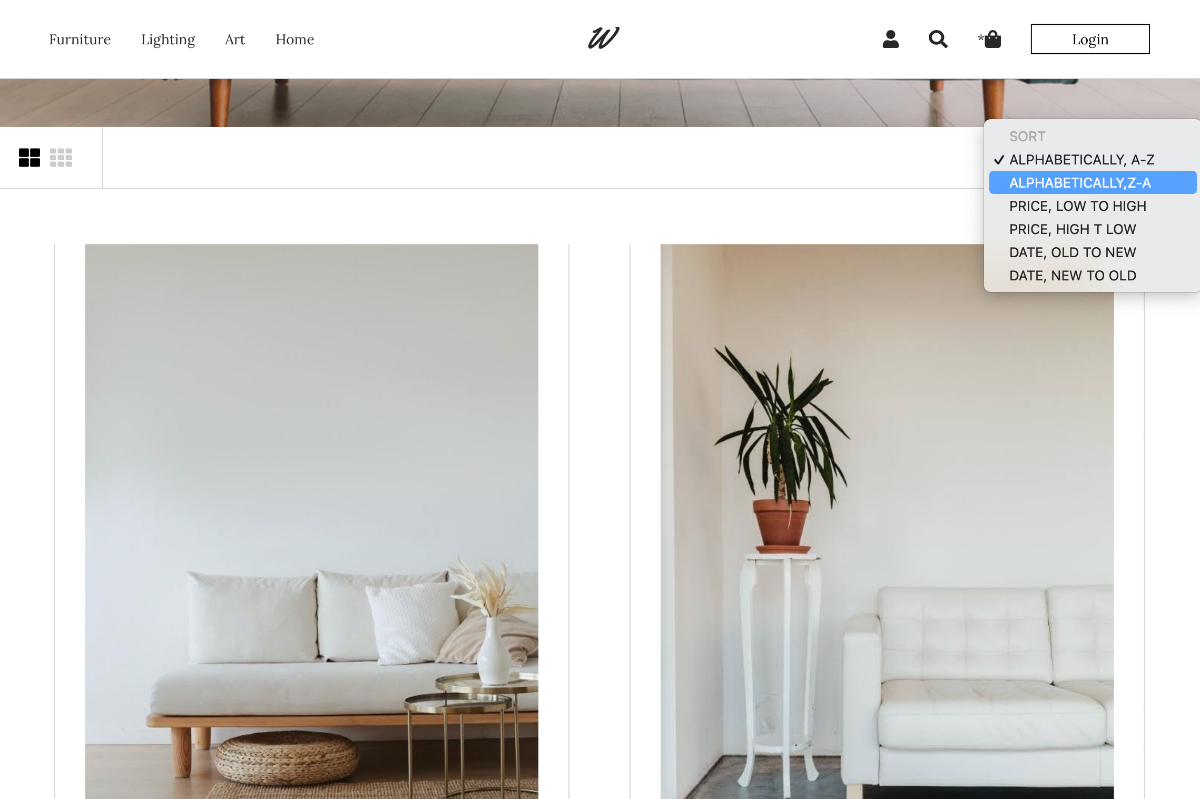 Furniture Lighting Art Home W * Login
SORT
✓ ALPHABETICALLY, A-Z
ALPHABETICALLY,Z-A
PRICE, LOW TO HIGH
PRICE, HIGH T LOW
DATE, OLD TO NEW
DATE, NEW TO OLD